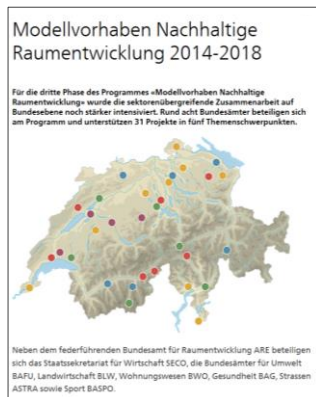 Modellvorhaben Nachhaltige
Raumentwicklung 2014-2018
Für die dritte Phase des Programmes «Modellvorhaben Nachhaltige
Raumentwicklung» wurde die sektorenübergreifende Zusammenarbeit auf
Bundesebene noch stärker intensiviert. Rund acht Bundesämter beteiligen sich
am Programm und unterstützen 31 Projekte in fünf Themenschwerpunkten.
Neben dem federführenden Bundesamt für Raumentwicklung ARE beteiligen
sich das Staatssekretariat für Wirtschaft SECO, die Bundesämter für Umwelt
BAFU, Landwirtschaft BLW, Wohnungswesen BWO, Gesundheit BAG, Strassen
ASTRA sowie Sport BASPO.